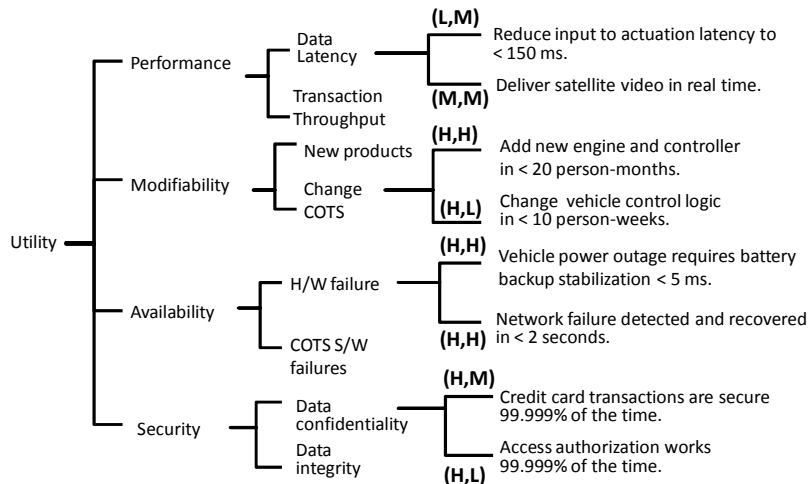 Utility
Performance
Data
Latency
(L,M)
Reduce input to actuation latency to
< 150 ms.
(M,M)
Deliver satellite video in real time.
Transaction
Throughput
Modifiability
New products
Change
COTS
(H,H)
Add new engine and controller
in < 20 person-months.
(H,L)
Change vehicle control logic
in < 10 person-weeks.
Availability
H/W failure
(H,H)
Vehicle power outage requires battery
backup stabilization < 5 ms.
(H,H)
Network failure detected and recovered
in < 2 seconds.
COTS S/W
failures
Security
Data
confidentiality
(H,M)
Credit card transactions are secure
99.999% of the time.
(H,L)
Access authorization works
99.999% of the time.
Data
integrity